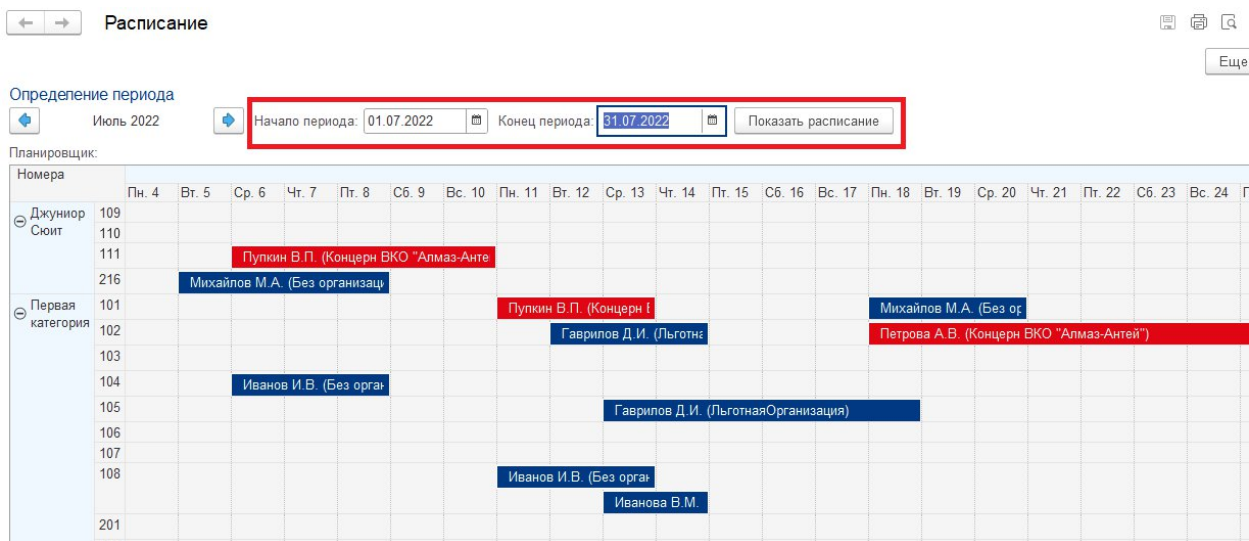 Расписание
Еще
Определение периода
Июль 2022 Начало периода: 01.07.2022 Конец периода: 31.07.2022 Показать расписание
Планировщик:
Номера
Пн. 4 Вт. 5 Ср. 6 Чт. 7 Пт. 8 Сб. 9 Вс. 10 Пн. 11 Вт. 12 Ср. 13 Чт. 14 Пт. 15 Сб. 16 Вс. 17 Пн. 18 Вт. 19 Ср. 20 Чт. 21 Пт. 22 Сб. 23 Вс. 24
Джуниор 109
Сюит 110
111 Пупкин В.П. (Концерн ВКО "Алмаз-Анте
216 Михайлов М.А. (Без организаци
Первая 101 Пупкин В.П. (Концерн Михайлов М.А. (Без ор
категория 102 Гаврилов Д.И. (Льготна Петрова А.В. (Концерн ВКО "Алмаз-Антей")
103
104 Иванов И.В. (Без орган
105 Гаврилов Д.И. (ЛьготнаяОрганизация)
106
107
108 Иванов И.В. (Без орган
Иванова В.М.
201